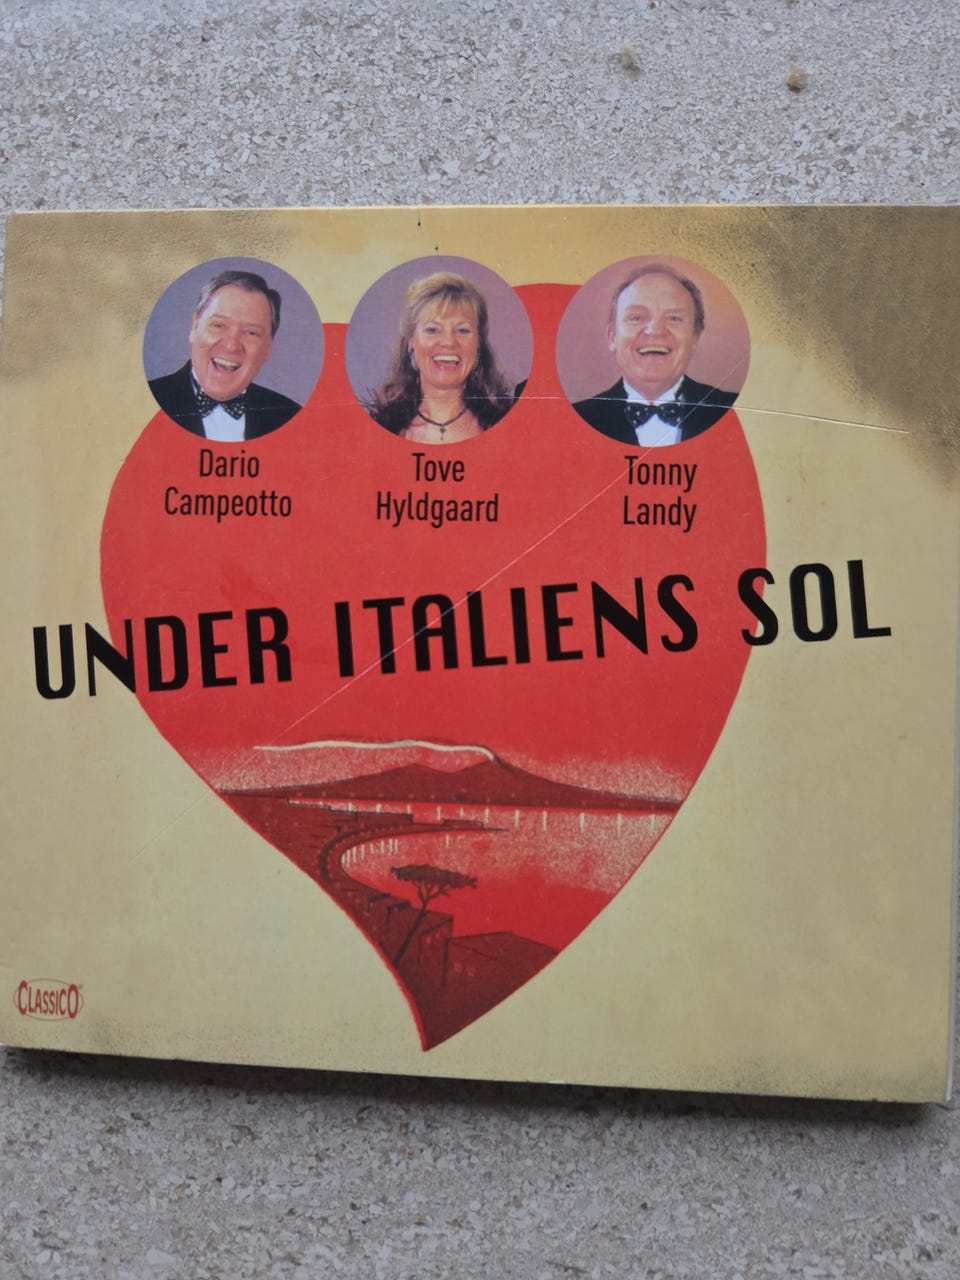 Dario
Campeotto
Tove
Hyldgaard
Tonny
Landy
UNDER ITALIENS SOL
CLASSICO